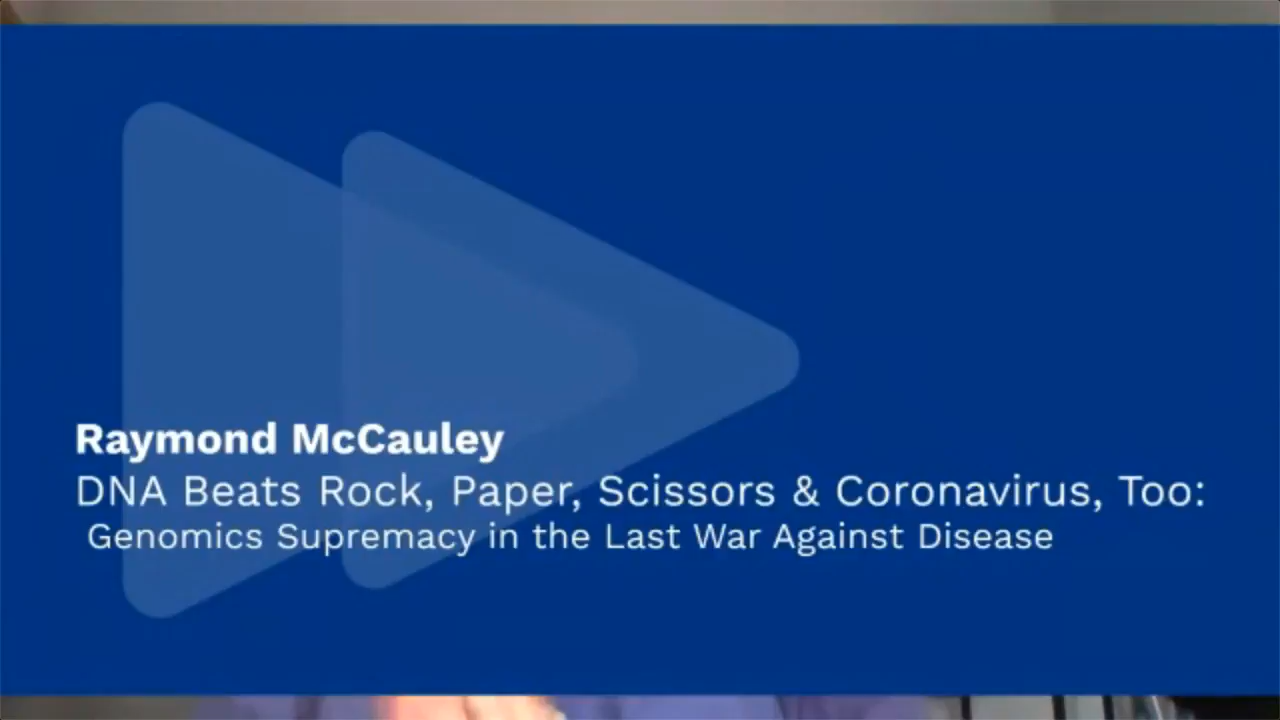 Raymond McCauley
DNA Beats Rock, Paper, Scissors & Coronavirus, Too:
Genomics Supremacy in the Last War Against Disease